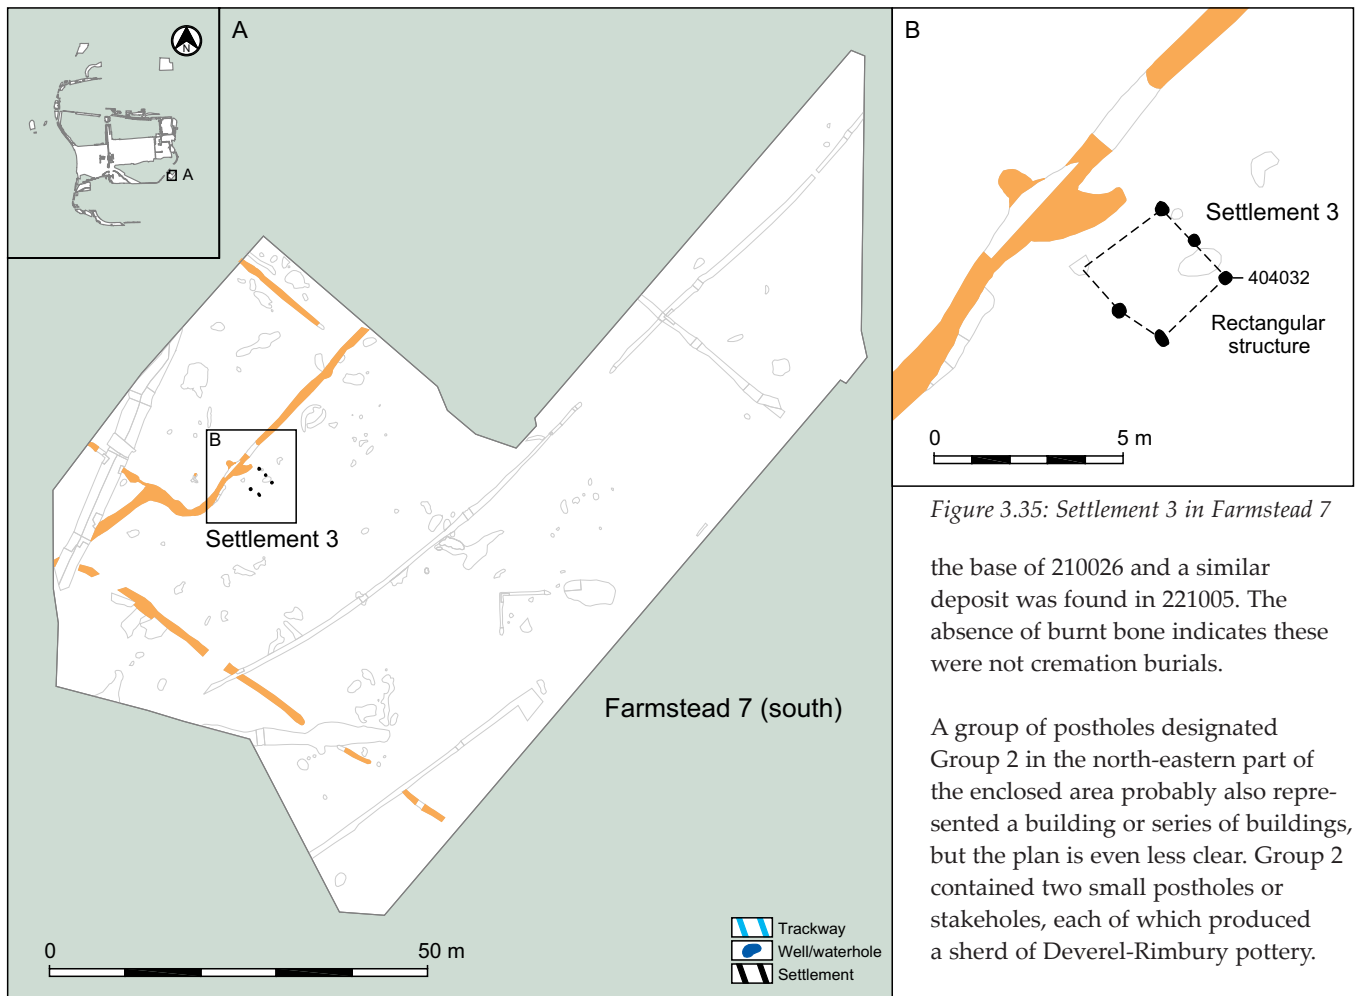 N
A
A
B
Settlement 3
Farmstead 7 (south)
0 50 m
Trackway
Well/waterhole
Settlement
B
Settlement 3
404032
Rectangular
structure
0 5 m
Figure 3.35: Settlement 3 in Farmstead 7
the base of 210026 and a similar
deposit was found in 221005. The
absence of burnt bone indicates these
were not cremation burials.
A group of postholes designated
Group 2 in the north-eastern part of
the enclosed area probably also repre-
sented a building or series of buildings,
but the plan is even less clear. Group 2
contained two small postholes or
stakeholes, each of which produced
a sherd of Deverel-Rimbury pottery.